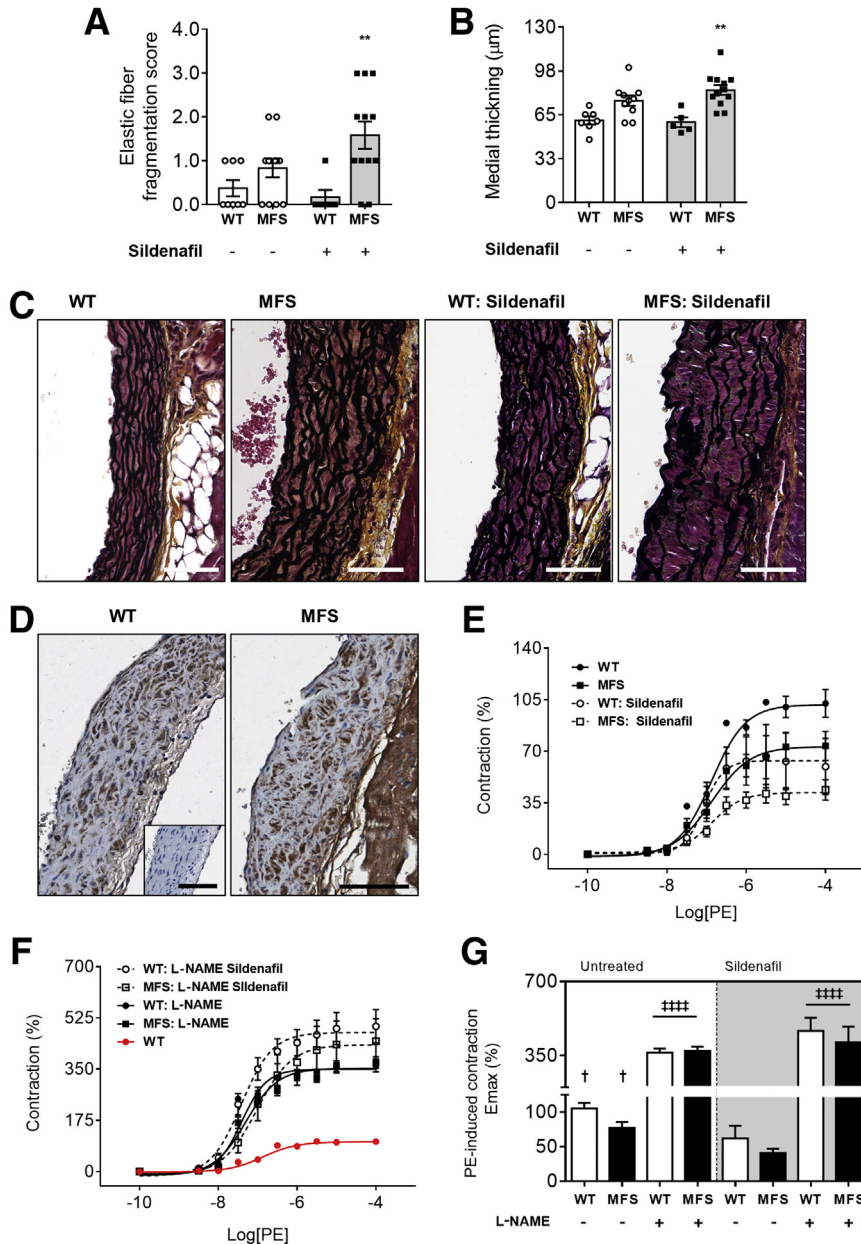 A
Elastic fiber
fragmentation score
4.0
3.0
2.0
1.0
0.0
**
WT MFS WT MFS
Sildenafil - - + +
B
Medial thickning (μm)
130
98
65
33
0
**
WT MFS WT MFS
Sildenafil - - + +
C
WT MFS WT: Sildenafil MFS: Sildenafil
D
WT MFS
E
Contraction (%)
140
105
70
35
0
WT
MFS
WT: Sildenafil
MFS: Sildenafil
-10 -8 -6 -4
Log[PE]
F
Contraction (%)
700
525
350
175
0
WT: L-NAME Sildenafil
MFS: L-NAME SIldenafil
WT: L-NAME
MFS: L-NAME
WT
-10 -8 -6 -4
Log[PE]
G
Untreated Sildenafil
PE-induced contraction
Emax (%)
700
350
100
50
0
† † ‡‡‡‡ ‡‡‡‡
WT MFS WT MFS WT MFS WT MFS
L-NAME - - + + - - + +